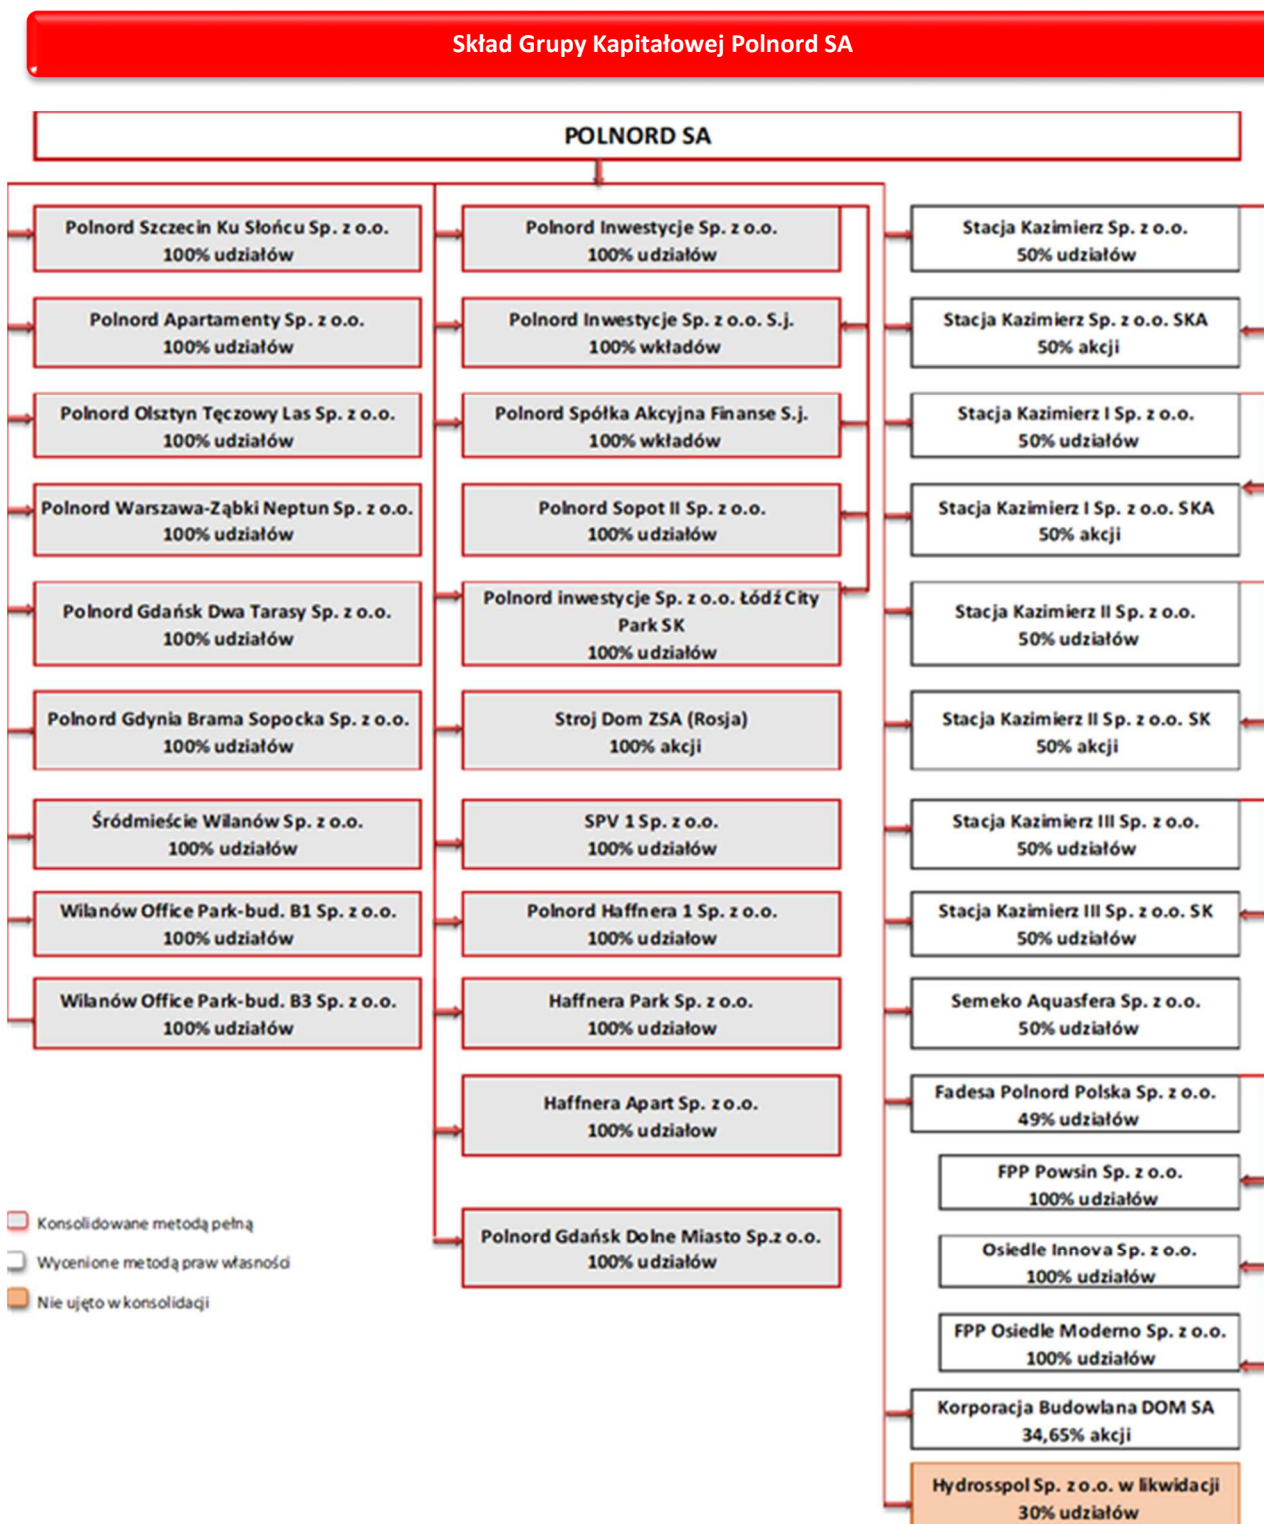 Skład Grupy Kapitałowej Polnord SA
POLNORD SA
Polnord Szczecin Ku Słońcu Sp. z o.o.
100% udziałów
Polnord Apartamenty Sp. z o.o.
100% udziałów
Polnord Olsztyn Tęczowy Las Sp. z o.o.
100% udziałów
Polnord Warszawa-Ząbki Neptun Sp. z o.o.
100% udziałów
Polnord Gdańsk Dwa Tarasy Sp. z o.o.
100% udziałów
Polnord Gdynia Brama Sopocka Sp. z o.o.
100% udziałów
Śródmieście Wilanów Sp. z o.o.
100% udziałów
Wilanów Office Park-bud. B1 Sp. z o.o.
100% udziałów
Wilanów Office Park-bud. B3 Sp. z o.o.
100% udziałów
Polnord Inwestycje Sp. z o.o.
100% udziałów
Polnord Inwestycje Sp. z o.o. S.j.
100% wkładów
Polnord Spółka Akcyjna Finanse S.j.
100% wkładów
Polnord Sopot II Sp. z o.o.
100% udziałów
Polnord inwestycje Sp. z o.o. Łódź City
Park SK
100% udziałów
Stroj Dom ZSA (Rosja)
100% akcji
SPV 1 Sp. z o.o.
100% udziałów
Polnord Haffnera 1 Sp. z o.o.
100% udziałow
Haffnera Park Sp. z o.o.
100% udziałow
Haffnera Apart Sp. z o.o.
100% udziałow
Polnord Gdańsk Dolne Miasto Sp.z o.o.
100% udziałów
Stacja Kazimierz Sp. z o.o.
50% udziałów
Stacja Kazimierz Sp. z o.o. SKA
50% akcji
Stacja Kazimierz I Sp. z o.o.
50% udziałów
Stacja Kazimierz I Sp. z o.o. SKA
50% akcji
Stacja Kazimierz II Sp. z o.o.
50% udziałów
Stacja Kazimierz II Sp. z o.o. SK
50% akcji
Stacja Kazimierz III Sp. z o.o.
50% udziałów
Stacja Kazimierz III Sp. z o.o. SK
50% udziałów
Semeko Aquasfera Sp. z o.o.
50% udziałów
Fadesa Polnord Polska Sp. z o.o.
49% udziałów
FPP Powsin Sp. z o.o.
100% udziałów
Osiedle Innova Sp. z o.o.
100% udziałów
FPP Osiedle Moderno Sp. z o.o.
100% udziałów
Korporacja Budowlana DOM SA
34,65% akcji
Hydrosspol Sp. z o.o. w likwidacji
30% udziałów
Konsolidowane metodą pełną
Wycenione metodą praw własności
Nie ujęto w konsolidacji